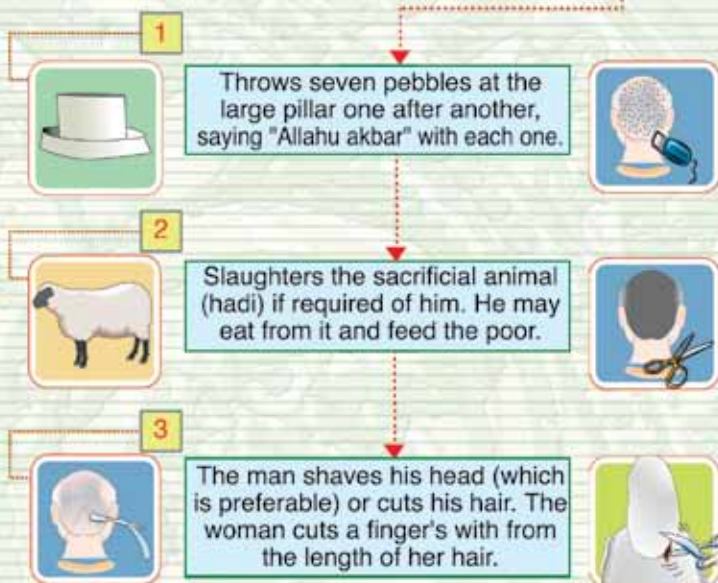 1
Throws seven pebbles at the
large pillar one after another,
saying "Allahu akbar" with each one.
2
Slaughters the sacrificial animal
(hadi) if required of him. He may
eat from it and feed the poor.
3
The man shaves his head (which
is preferable) or cuts his hair. The
woman cuts a finger's with from
the length of her hair.